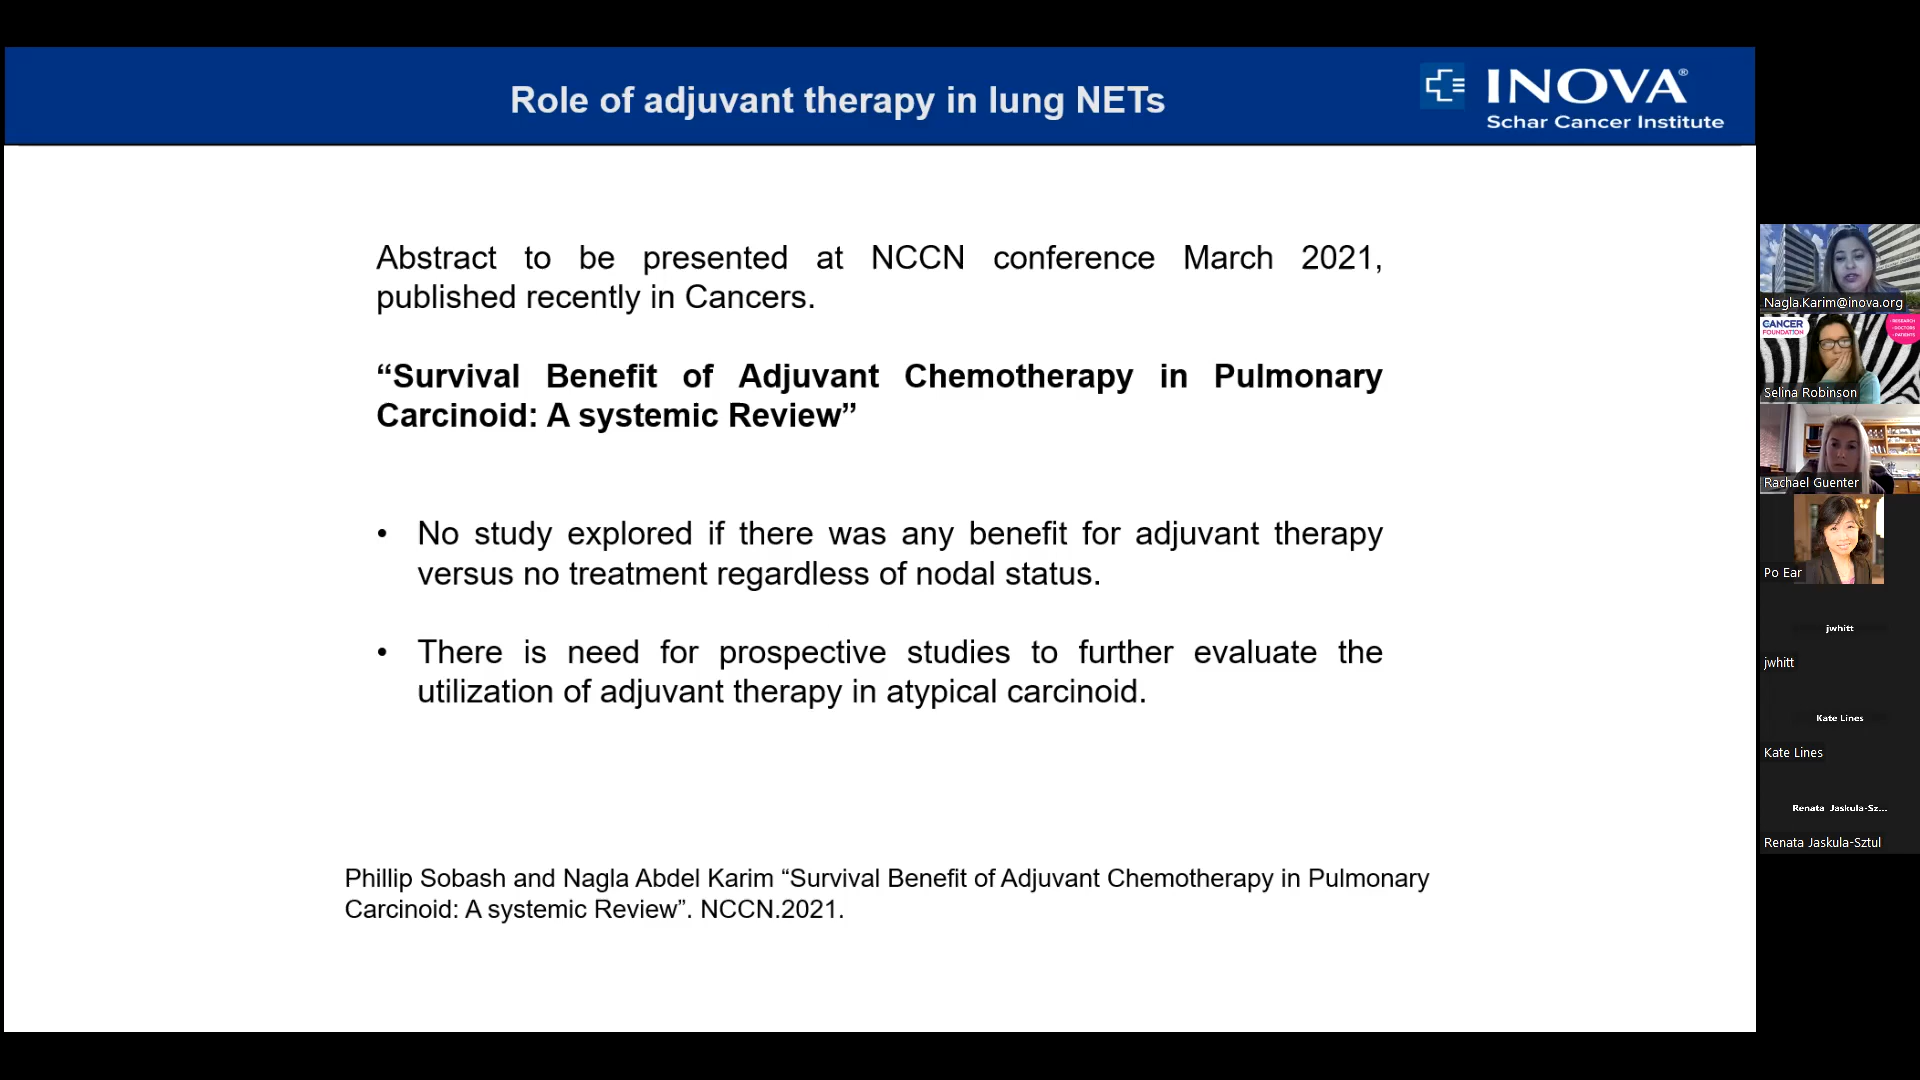 Role of adjuvant therapy in lung NETs
INOVA®
Schar Cancer Institute
Abstract to be presented at NCCN conference March 2021,
published recently in Cancers.
“Survival Benefit of Adjuvant Chemotherapy in Pulmonary
Carcinoid: A systemic Review”
• No study explored if there was any benefit for adjuvant therapy
versus no treatment regardless of nodal status.
• There is need for prospective studies to further evaluate the
utilization of adjuvant therapy in atypical carcinoid.
Phillip Sobash and Nagla Abdel Karim “Survival Benefit of Adjuvant Chemotherapy in Pulmonary
Carcinoid: A systemic Review”. NCCN.2021.
Nagla.Karim@inova.org
CANCER
FOUNDATION
• RESEARCH
• DOCTORS
• PATIENTS
Selina Robinson
Rachael Guenter
Po Ear
jwhitt
jwhitt
Kate Lines
Kate Lines
Renata Jaskula-Sz...
Renata Jaskula-Sztul